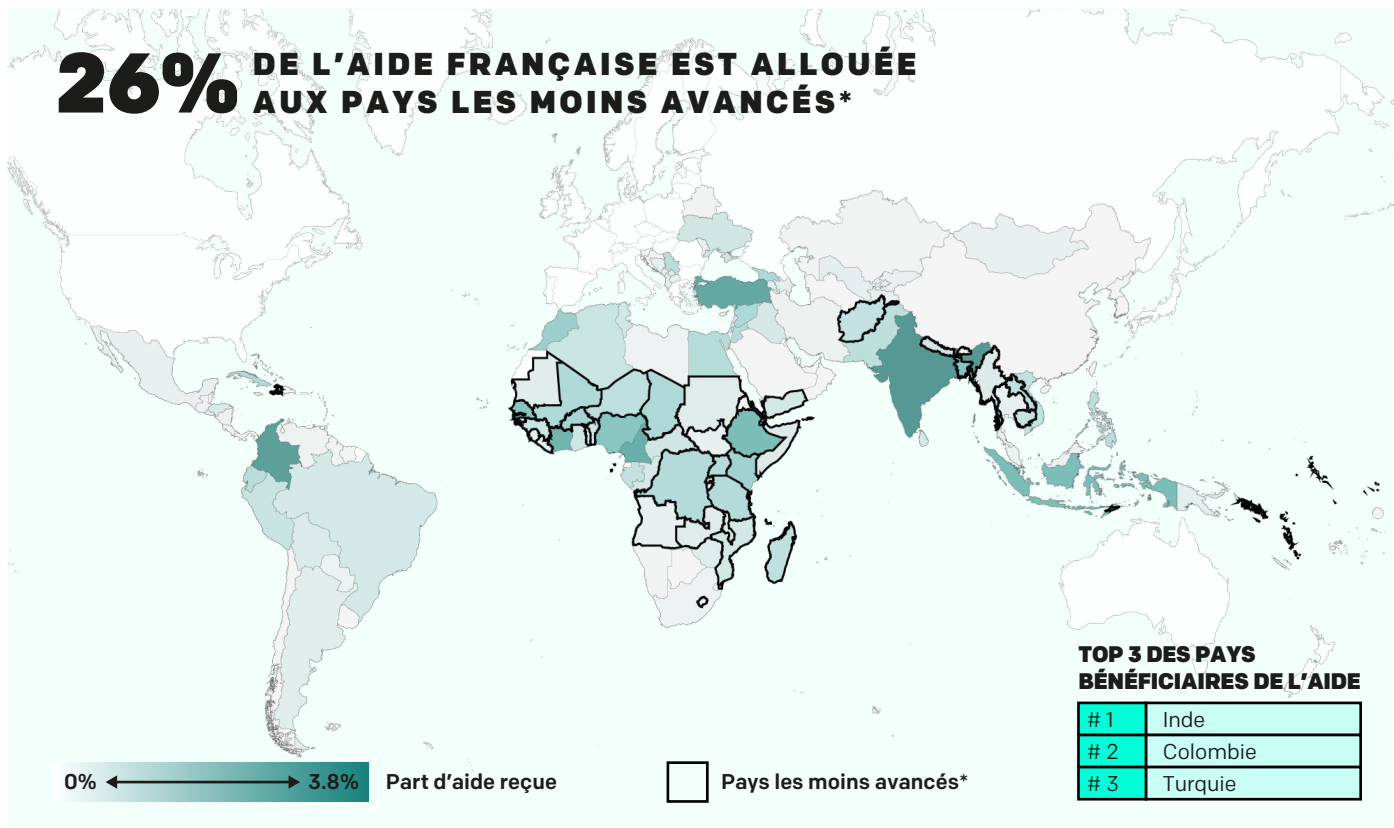 26% DE L'AIDE FRANÇAISE EST ALLOUÉE
AUX PAYS LES MOINS AVANCÉS*
TOP 3 DES PAYS
BÉNÉFICIAIRES DE L'AIDE
# 1 Inde
# 2 Colombie
# 3 Turquie
0% 3.8% Part d'aide reçue
Pays les moins avancés*